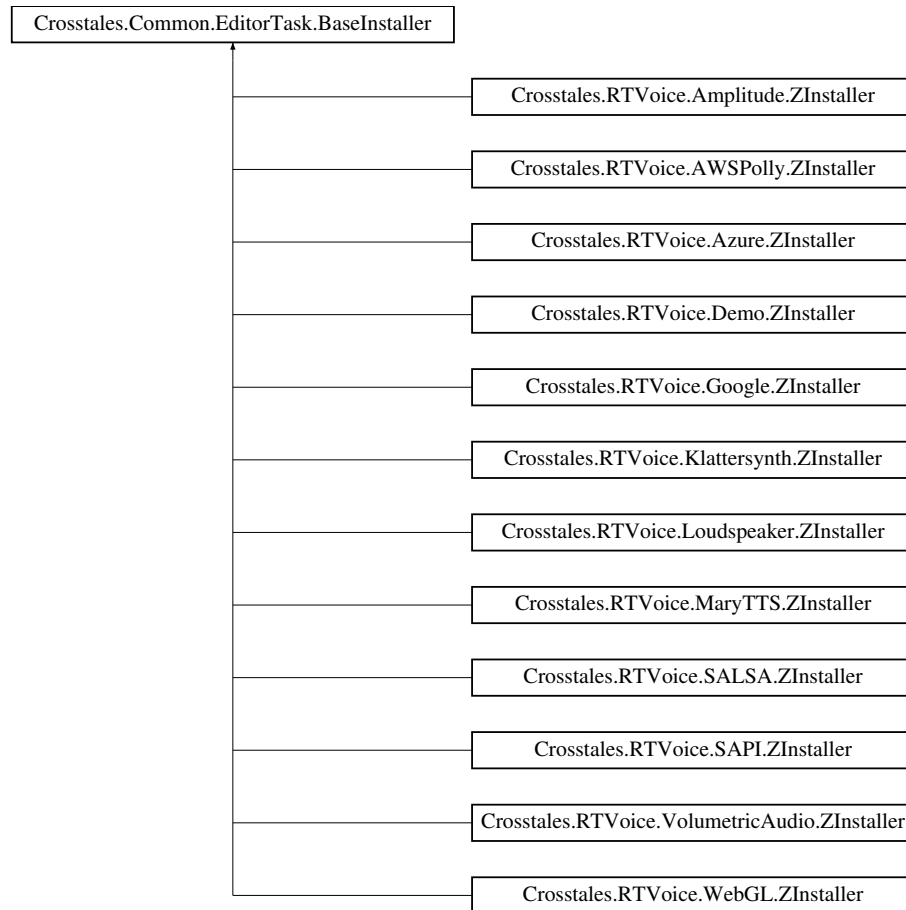 Crosstales.Common.EditorTask.BaseInstaller
Crosstales.RTVoice.Amplitude.ZInstaller
Crosstales.RTVoice.AWSPolly.ZInstaller
Crosstales.RTVoice.Azure.ZInstaller
Crosstales.RTVoice.Demo.ZInstaller
Crosstales.RTVoice.Google.ZInstaller
Crosstales.RTVoice.Klattersynth.ZInstaller
Crosstales.RTVoice.Loudspeaker.ZInstaller
Crosstales.RTVoice.MaryTTS.ZInstaller
Crosstales.RTVoice.SALSA.ZInstaller
Crosstales.RTVoice.SAPI.ZInstaller
Crosstales.RTVoice.VolumetricAudio.ZInstaller
Crosstales.RTVoice.WebGL.ZInstaller